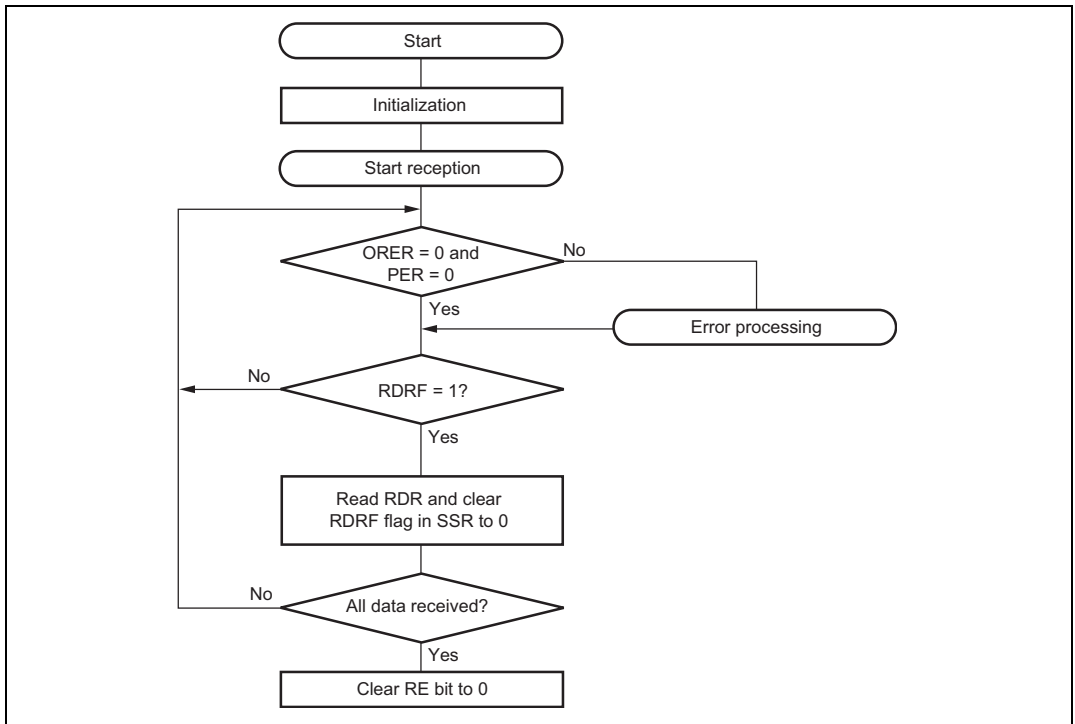 Start
Initialization
Start reception
ORER = 0 and
PER = 0
No
Yes
Error processing
No
RDRF = 1?
Yes
Read RDR and clear
RDRF flag in SSR to 0
No
All data received?
Yes
Clear RE bit to 0